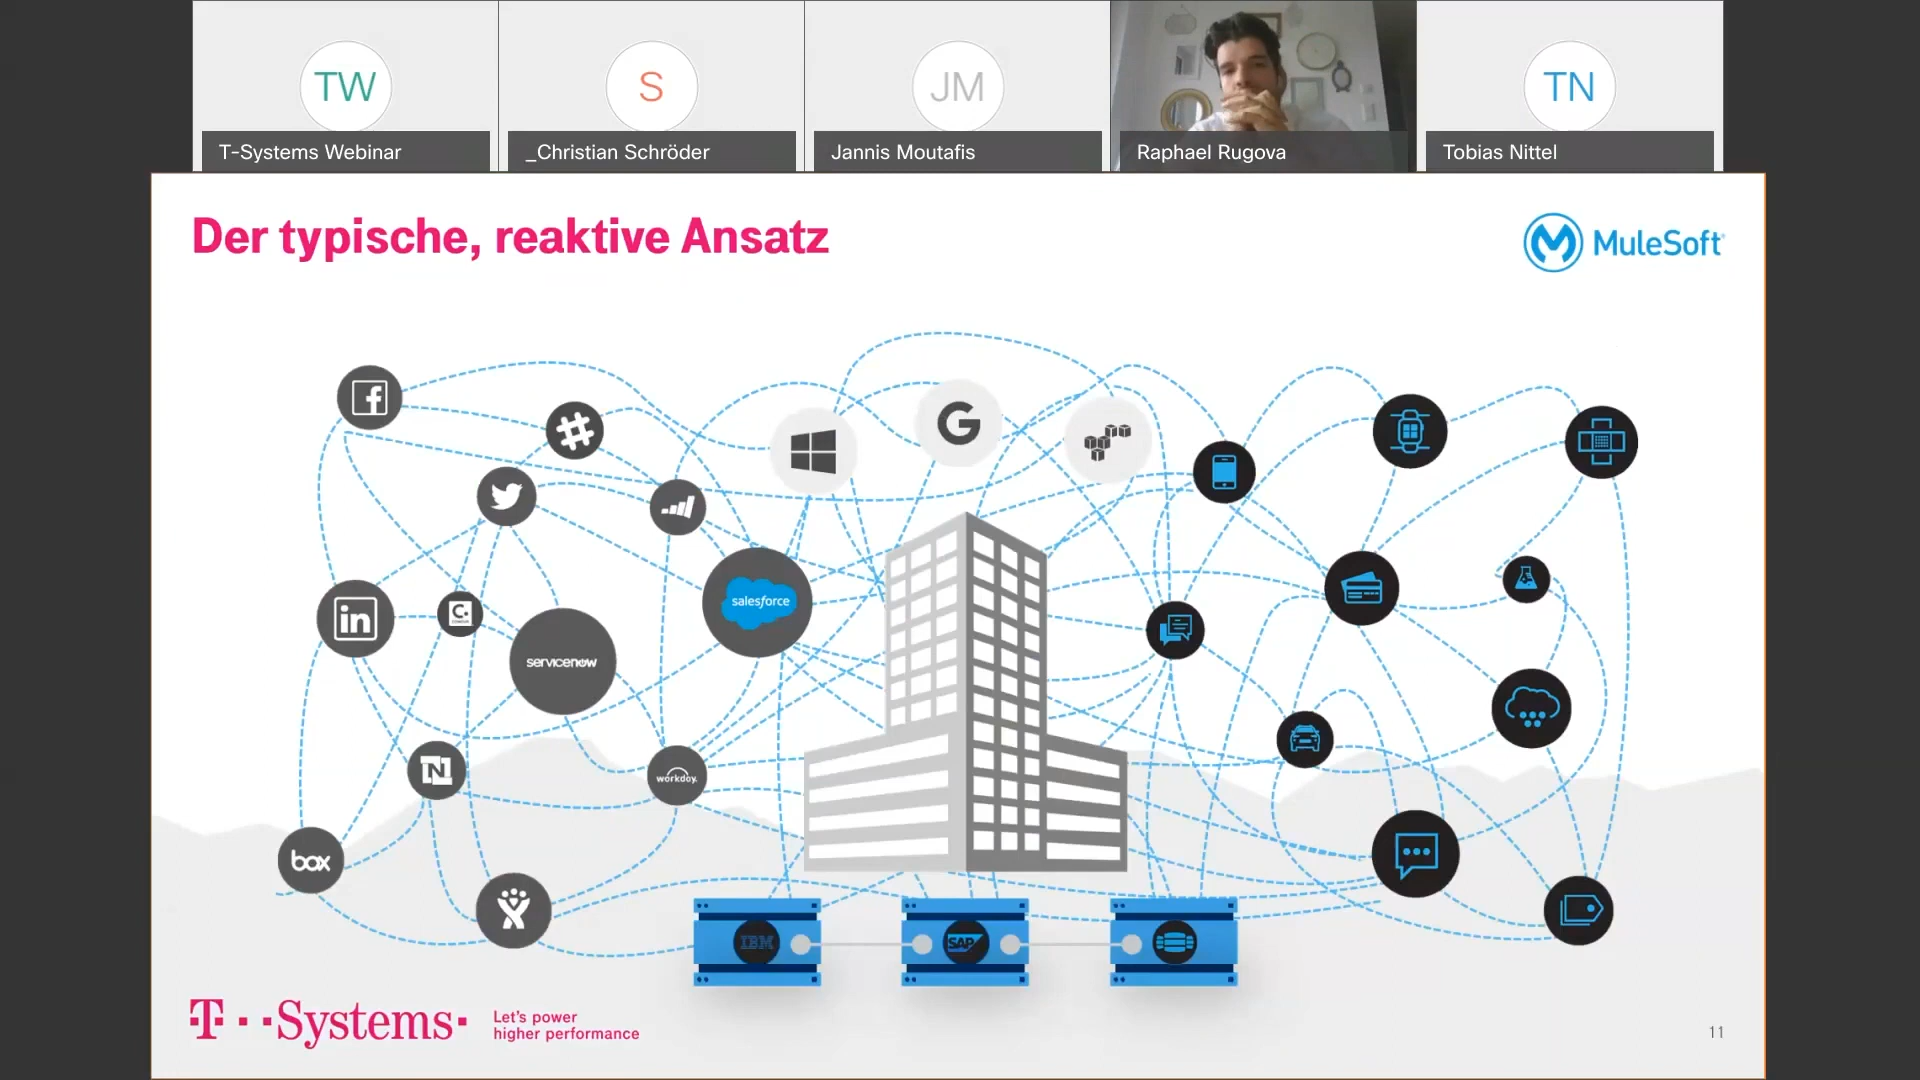 TW
S
JM
TN
T-Systems Webinar
_Christian Schröder
Jannis Moutafis
Raphael Rugova
Tobias Nittel
Der typische, reaktive Ansatz
MuleSoft
G
salesforce
in
C.
servicenow
N
workday.
box
IBM
SAP
T··Systems·
Let's power
higher performance
11